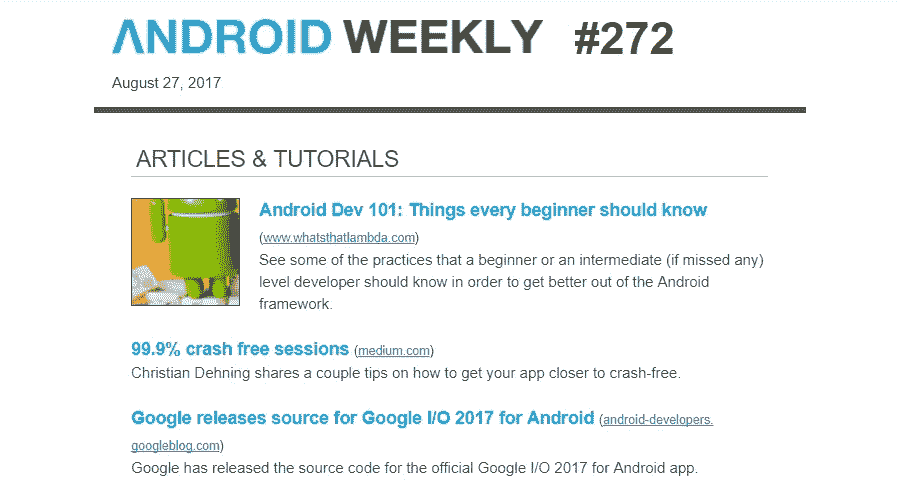 ANDROID WEEKLY #272
August 27, 2017
ARTICLES & TUTORIALS
Android Dev 101: Things every beginner should know
(www.whatsthatlambda.com)
See some of the practices that a beginner or an intermediate (if missed any)
level developer should know in order to get better out of the Android
framework.
99.9% crash free sessions (medium.com)
Christian Dehning shares a couple tips on how to get your app closer to crash-free.
Google releases source for Google I/O 2017 for Android (android-developers.
googleblog.com)
Google has released the source code for the official Google I/O 2017 for Android app.